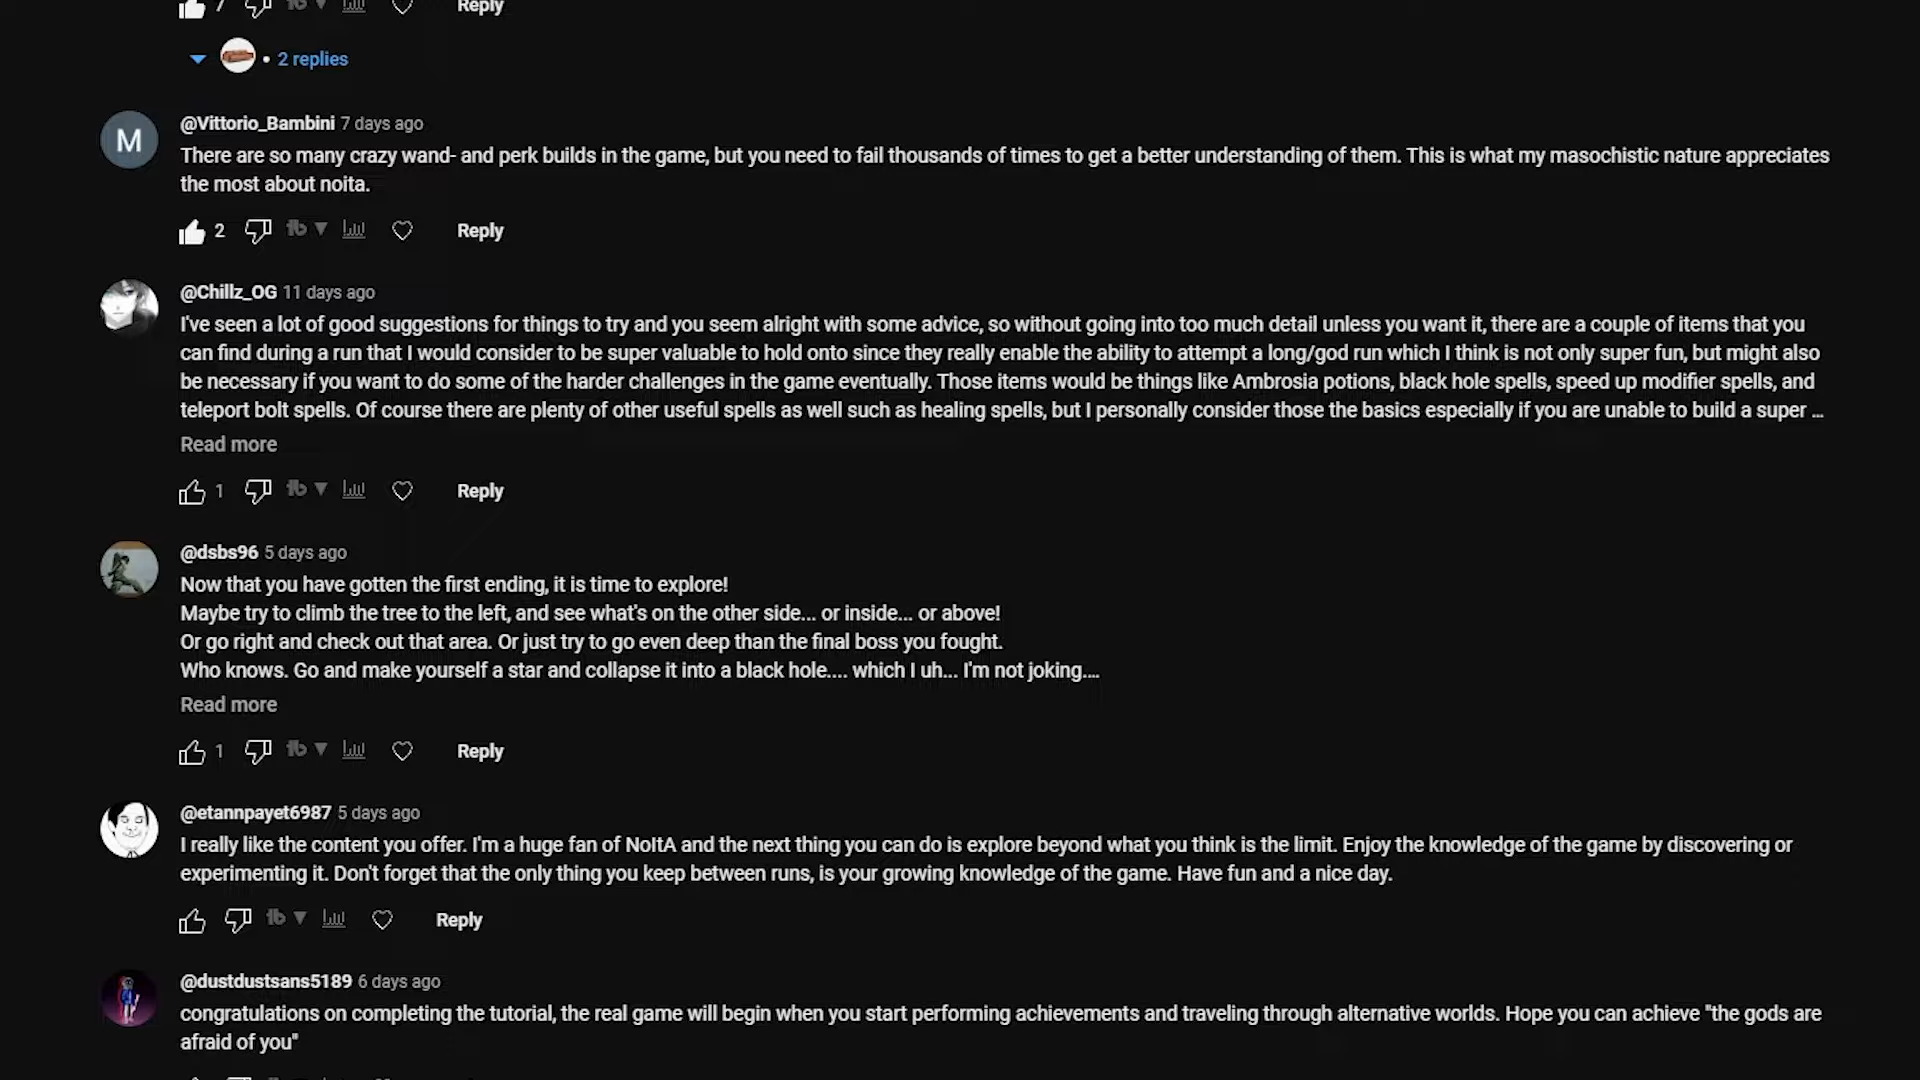 7 Reply
• 2 replies
M
@Vittorio_Bambini 7 days ago
There are so many crazy wand- and perk builds in the game, but you need to fail thousands of times to get a better understanding of them. This is what my masochistic nature appreciates
the most about noita.
2 Reply
@Chillz_OG 11 days ago
I've seen a lot of good suggestions for things to try and you seem alright with some advice, so without going into too much detail unless you want it, there are a couple of items that you
can find during a run that I would consider to be super valuable to hold onto since they really enable the ability to attempt a long/god run which I think is not only super fun, but might also
be necessary if you want to do some of the harder challenges in the game eventually. Those items would be things like Ambrosia potions, black hole spells, speed up modifier spells, and
teleport bolt spells. Of course there are plenty of other useful spells as well such as healing spells, but I personally consider those the basics especially if you are unable to build a super ...
Read more
1 Reply
@dsbs96 5 days ago
Now that you have gotten the first ending, it is time to explore!
Maybe try to climb the tree to the left, and see what's on the other side... or inside... or above!
Or go right and check out that area. Or just try to go even deep than the final boss you fought.
Who knows. Go and make yourself a star and collapse it into a black hole.... which I uh... I'm not joking....
Read more
1 Reply
@etannpayet6987 5 days ago
I really like the content you offer. I'm a huge fan of NoItA and the next thing you can do is explore beyond what you think is the limit. Enjoy the knowledge of the game by discovering or
experimenting it. Don't forget that the only thing you keep between runs, is your growing knowledge of the game. Have fun and a nice day.
Reply
@dustdustsans5189 6 days ago
congratulations on completing the tutorial, the real game will begin when you start performing achievements and traveling through alternative worlds. Hope you can achieve "the gods are
afraid of you"